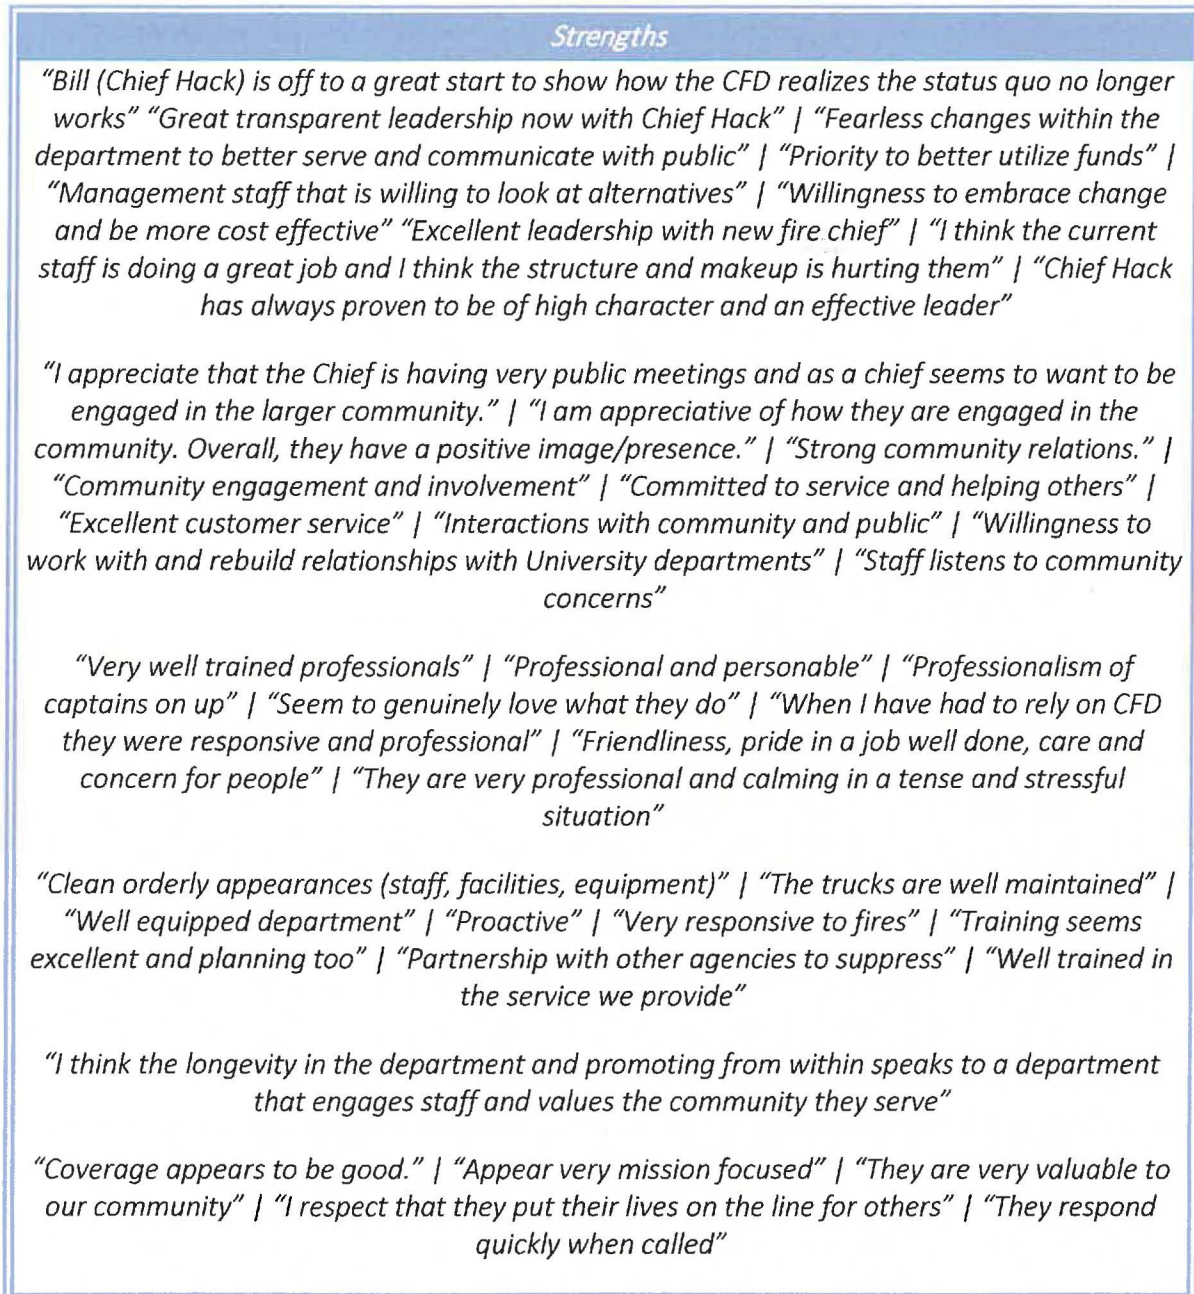 Strengths
“Bill (Chief Hack) is off to a great start to show how the CFD realizes the status quo no longer
works” “Great transparent leadership now with Chief Hack” | “Fearless changes within the
department to better serve and communicate with public” | “Priority to better utilize funds” |
“Management staff that is willing to look at alternatives” | “Willingness to embrace change
and be more cost effective” “Excellent leadership with new fire chief” | “I think the current
staff is doing a great job and I think the structure and makeup is hurting them” | “Chief Hack
has always proven to be of high character and an effective leader”
“I appreciate that the Chief is having very public meetings and as a chief seems to want to be
engaged in the larger community.” | “I am appreciative of how they are engaged in the
community. Overall, they have a positive image/presence.” | “Strong community relations.” |
“Community engagement and involvement” | “Committed to service and helping others” |
“Excellent customer service” | “Interactions with community and public” | “Willingness to
work with and rebuild relationships with University departments” | “Staff listens to community
concerns”
“Very well trained professionals” | “Professional and personable” | “Professionalism of
captains on up” | “Seem to genuinely love what they do” | “When I have had to rely on CFD
they were responsive and professional” | “Friendliness, pride in a job well done, care and
concern for people” | “They are very professional and calming in a tense and stressful
situation”
“Clean orderly appearances (staff, facilities, equipment)” | “The trucks are well maintained” |
“Well equipped department” | “Proactive” | “Very responsive to fires” | “Training seems
excellent and planning too” | “Partnership with other agencies to suppress” | “Well trained in
the service we provide”
“I think the longevity in the department and promoting from within speaks to a department
that engages staff and values the community they serve”
“Coverage appears to be good.” | “Appear very mission focused” | “They are very valuable to
our community” | “I respect that they put their lives on the line for others” | “They respond
quickly when called”